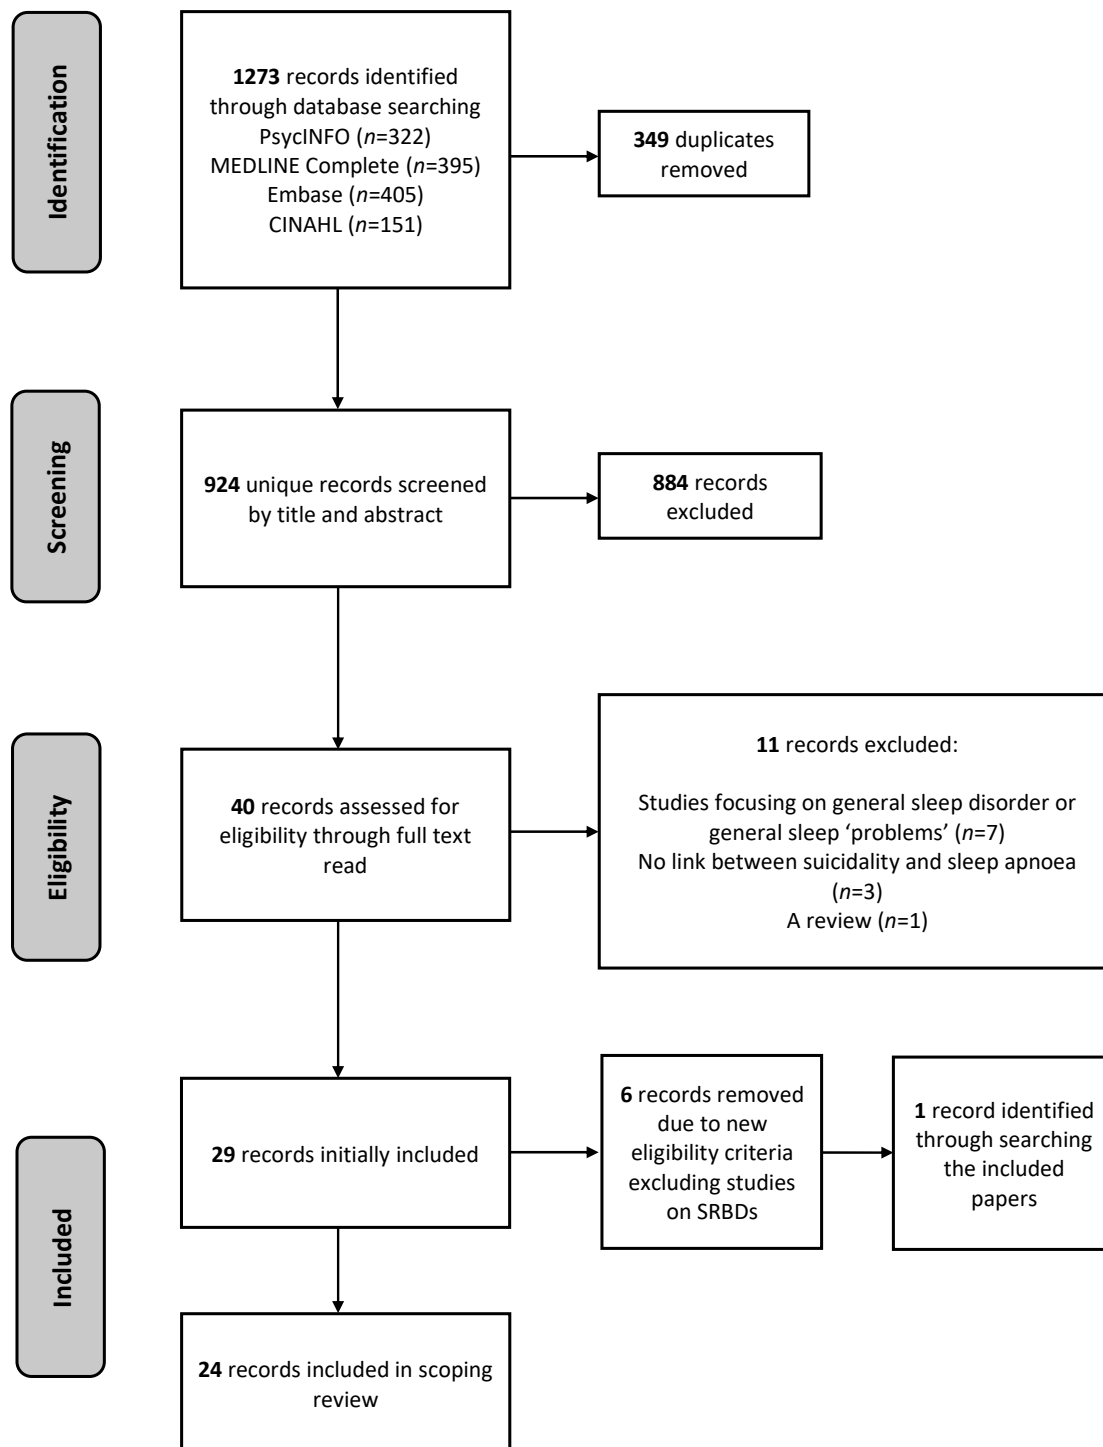 Identification
1273 records identified
through database searching
PsycINFO (n=322)
MEDLINE Complete (n=395)
Embase (n=405)
CINAHL (n=151)
349 duplicates
removed
Screening
924 unique records screened
by title and abstract
884 records
excluded
Eligibility
40 records assessed for
eligibility through full text
read
11 records excluded:
Studies focusing on general sleep disorder or
general sleep ‘problems’ (n=7)
No link between suicidality and sleep apnoea
(n=3)
A review (n=1)
Included
29 records initially included
6 records removed
due to new
eligibility criteria
excluding studies
on SRBDs
1 record identified
through searching
the included
papers
24 records included in scoping
review